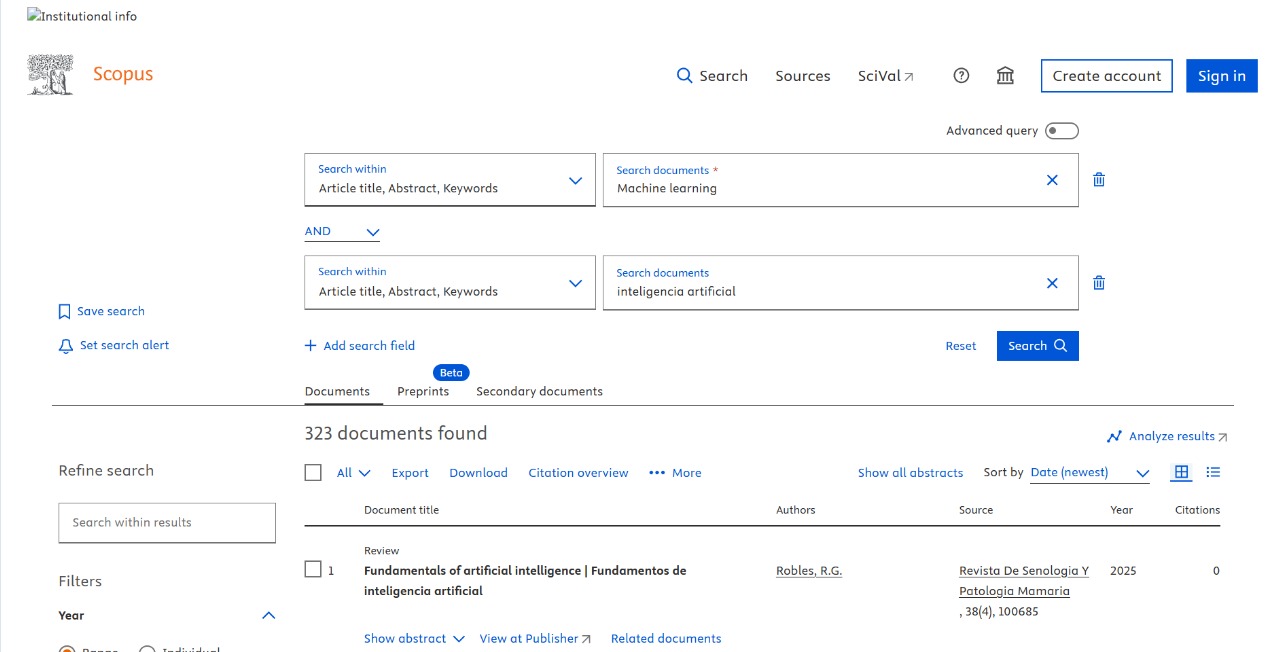 Institutional info
Scopus
Search Sources SciVal Create account Sign in
Advanced query
Search within
Article title, Abstract, Keywords
Search documents *
Machine learning
AND
Search within
Article title, Abstract, Keywords
Search documents
inteligencia artificial
Save search
Set search alert
Add search field
Reset Search
Beta
Documents Preprints Secondary documents
323 documents found
Analyze results
Refine search
All Export Download Citation overview ••• More Show all abstracts Sort by Date (newest)
Search within results
Document title Authors Source Year Citations
Filters
Year
Range Individual
Review
1 Fundamentals of artificial intelligence | Fundamentos de Robles, R.G. Revista De Senologia Y 2025 0
inteligencia artificial Patologia Mamaria
, 38(4), 100685
Show abstract View at Publisher Related documents